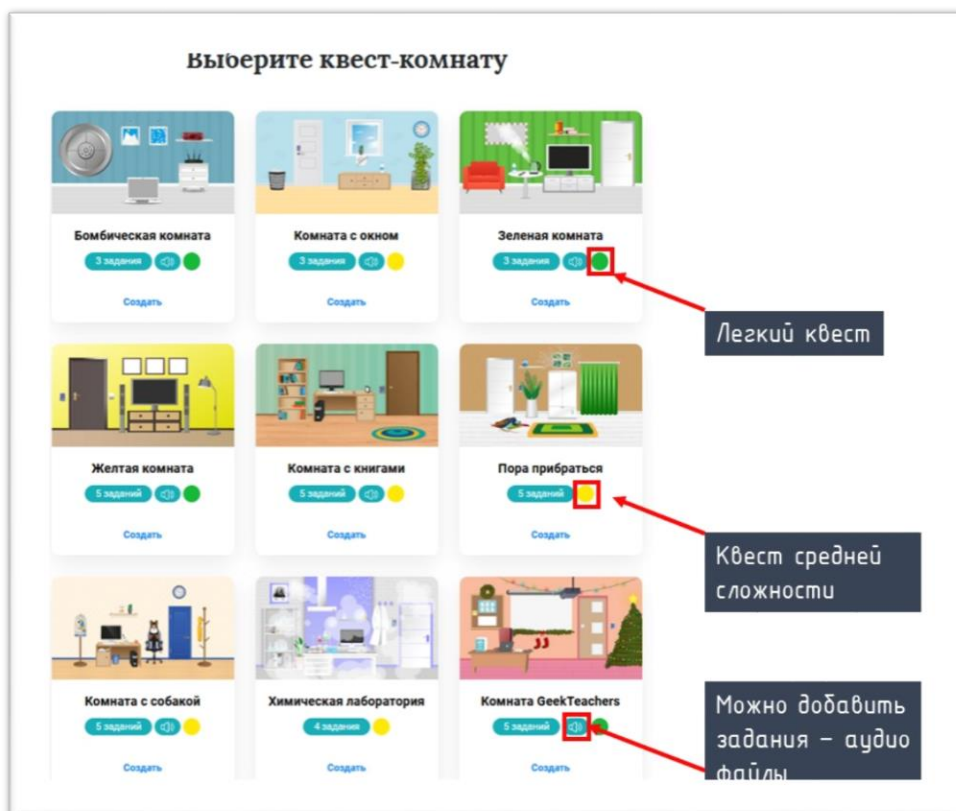 Выберите квест-комнату
Бомбическая комната
3 задания
Создать
Комната с окном
3 задания
Создать
Зеленая комната
3 задания
Создать
Легкий квест
Желтая комната
5 заданий
Создать
Комната с книгами
5 заданий
Создать
Пора прибраться
5 заданий
Создать
Квест средней
сложности
Комната с собакой
5 заданий
Создать
Химическая лаборатория
4 задания
Создать
Комната GeekTeachers
5 заданий
Создать
Можно добавить
задания – аудио
файлы